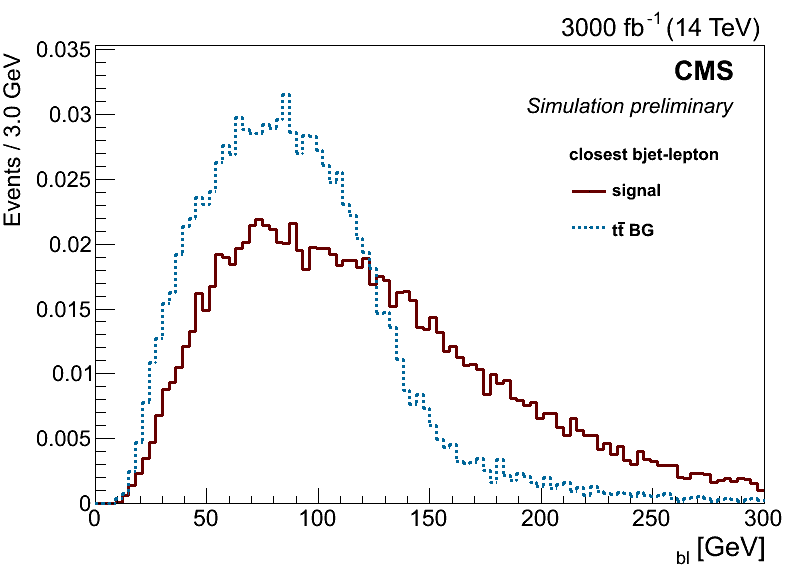 3000 fb-1 (14 TeV)
CMS
Simulation preliminary
closest bjet-lepton
signal
tt̄ BG
Events / 3.0 GeV
0.035
0.03
0.025
0.02
0.015
0.01
0.005
0
0 50 100 150 200 250 300
bl [GeV]